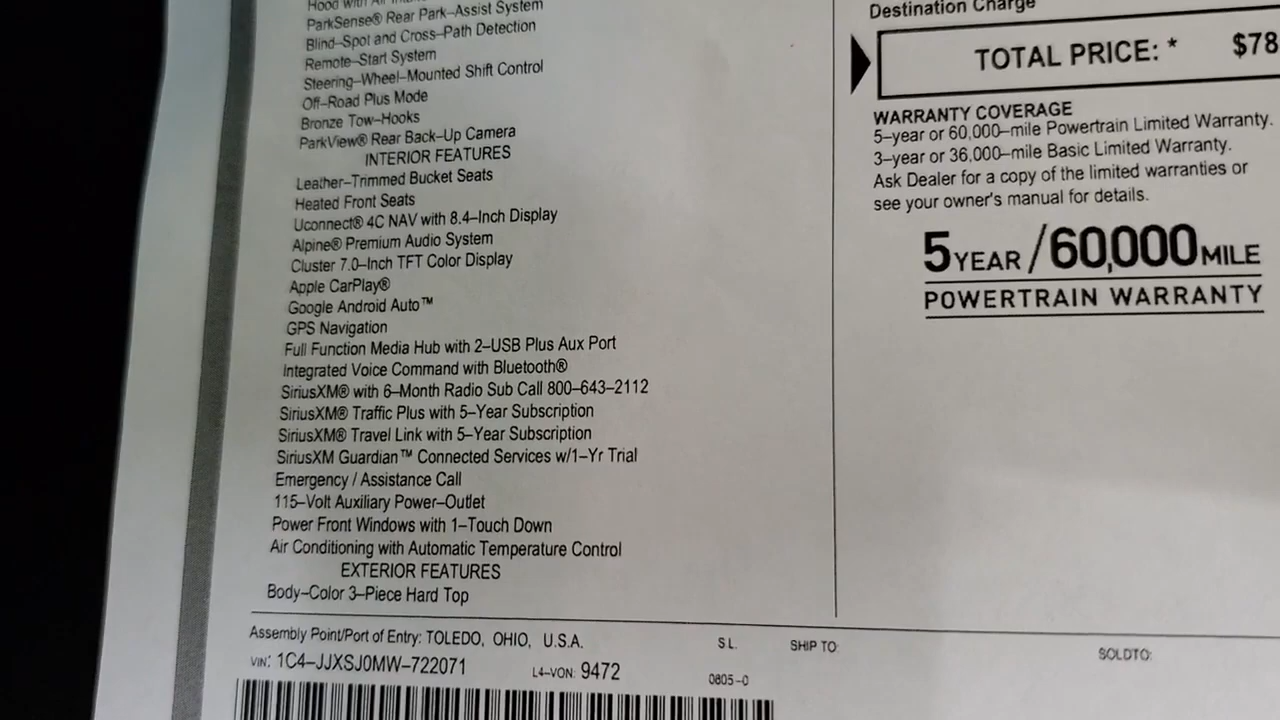 Hood with Air
ParkSense® Rear Park–Assist System
Blind–Spot and Cross–Path Detection
Remote–Start System
Steering–Wheel–Mounted Shift Control
Off–Road Plus Mode
Bronze Tow–Hooks
ParkView® Rear Back–Up Camera
INTERIOR FEATURES
Leather–Trimmed Bucket Seats
Heated Front Seats
Uconnect® 4C NAV with 8.4–Inch Display
Alpine® Premium Audio System
Cluster 7.0–Inch TFT Color Display
Apple CarPlay®
Google Android Auto™
GPS Navigation
Full Function Media Hub with 2–USB Plus Aux Port
Integrated Voice Command with Bluetooth®
SiriusXM® with 6–Month Radio Sub Call 800–643–2112
SiriusXM® Traffic Plus with 5–Year Subscription
SiriusXM® Travel Link with 5–Year Subscription
SiriusXM Guardian™ Connected Services w/1–Yr Trial
Emergency / Assistance Call
115–Volt Auxiliary Power–Outlet
Power Front Windows with 1–Touch Down
Air Conditioning with Automatic Temperature Control
EXTERIOR FEATURES
Body–Color 3–Piece Hard Top
Destination Charge
TOTAL PRICE: * $78
WARRANTY COVERAGE
5–year or 60,000–mile Powertrain Limited Warranty.
3–year or 36,000–mile Basic Limited Warranty.
Ask Dealer for a copy of the limited warranties or
see your owner's manual for details.
5 YEAR / 60,000 MILE
POWERTRAIN WARRANTY
Assembly Point/Port of Entry: TOLEDO, OHIO, U.S.A.
VIN: 1C4–JJXSJ0MW–722071 L4–VON: 9472
S.L.
0805–0
SHIP TO:
SOLD TO: